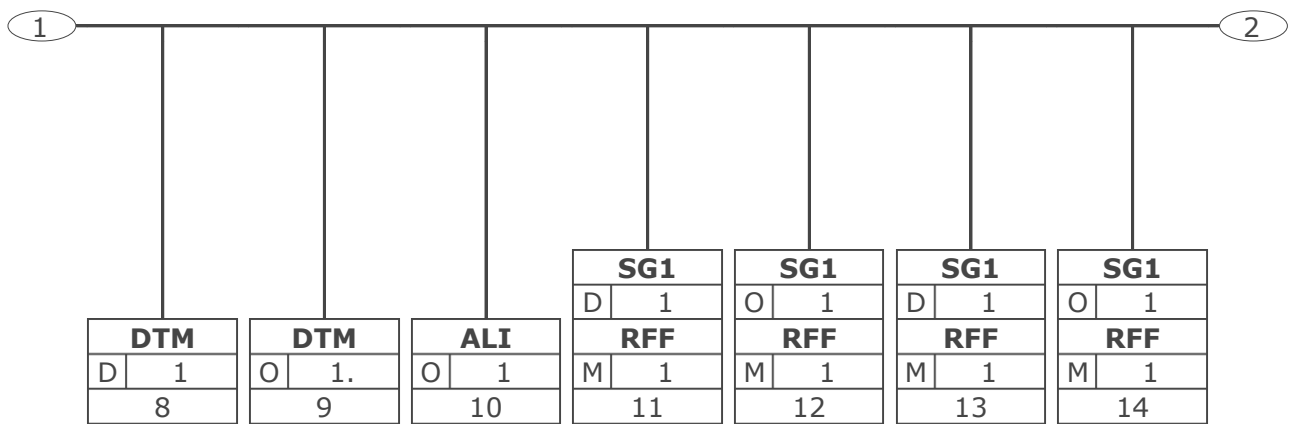 1 2
SG1 SG1 SG1 SG1
D 1 O 1 D 1 O 1
DTM DTM ALI RFF RFF RFF RFF
D 1 O 1. O 1 M 1 M 1 M 1 M 1
8 9 10 11 12 13 14